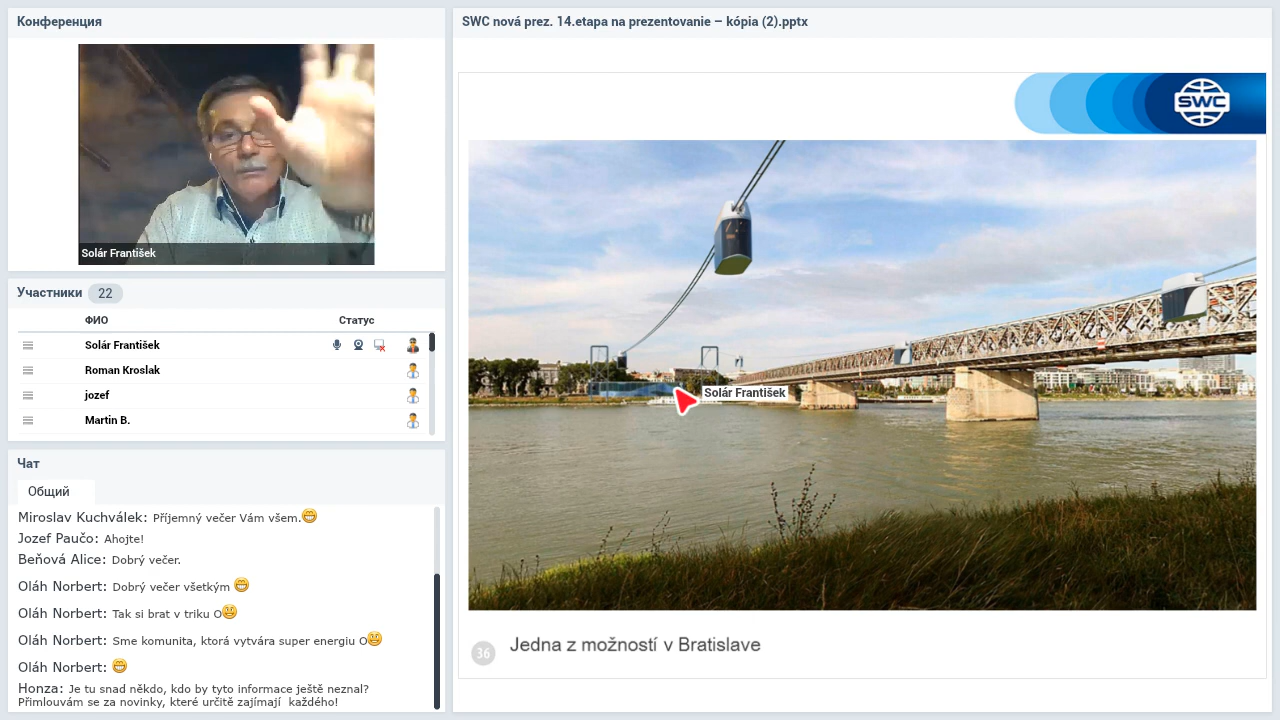 Конференция
Solár František
Участники 22
ФИО Статус
Solár František
Roman Kroslak
jozef
Martin B.
Чат
Общий
Miroslav Kuchválek: Příjemný večer Vám všem.
Jozef Paučo: Ahojte!
Beňová Alice: Dobrý večer.
Oláh Norbert: Dobrý večer všetkým
Oláh Norbert: Tak si brat v triku O
Oláh Norbert: Sme komunita, ktorá vytvára super energiu O
Oláh Norbert:
Honza: Je tu snad někdo, kdo by tyto informace ještě neznal?
Přimlouvám se za novinky, které určitě zajímají každého!
SWC nová prez. 14.etapa na prezentovanie – kópia (2).pptx
SWC
Solár František
36 Jedna z možností v Bratislave